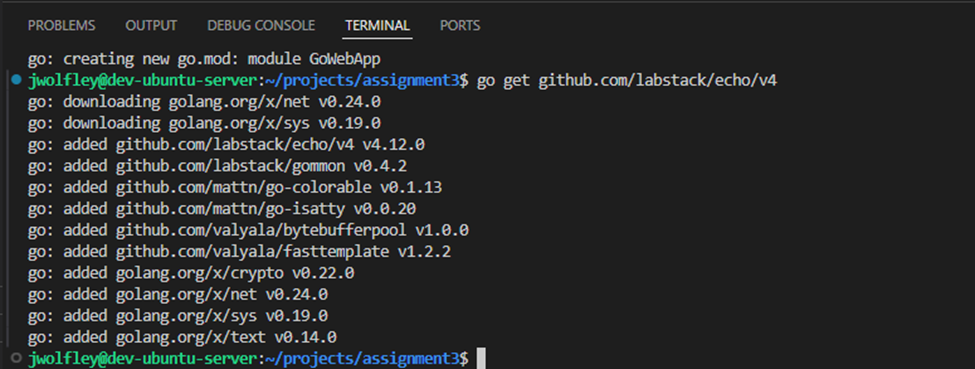 PROBLEMS OUTPUT DEBUG CONSOLE TERMINAL PORTS
go: creating new go.mod: module GoWebApp
jwolfley@dev-ubuntu-server:~/projects/assignment3$ go get github.com/labstack/echo/v4
go: downloading golang.org/x/net v0.24.0
go: downloading golang.org/x/sys v0.19.0
go: added github.com/labstack/echo/v4 v4.12.0
go: added github.com/labstack/gommon v0.4.2
go: added github.com/mattn/go-colorable v0.1.13
go: added github.com/mattn/go-isatty v0.0.20
go: added github.com/valyala/bytebufferpool v1.0.0
go: added github.com/valyala/fasttemplate v1.2.2
go: added golang.org/x/crypto v0.22.0
go: added golang.org/x/net v0.24.0
go: added golang.org/x/sys v0.19.0
go: added golang.org/x/text v0.14.0
jwolfley@dev-ubuntu-server:~/projects/assignment3$